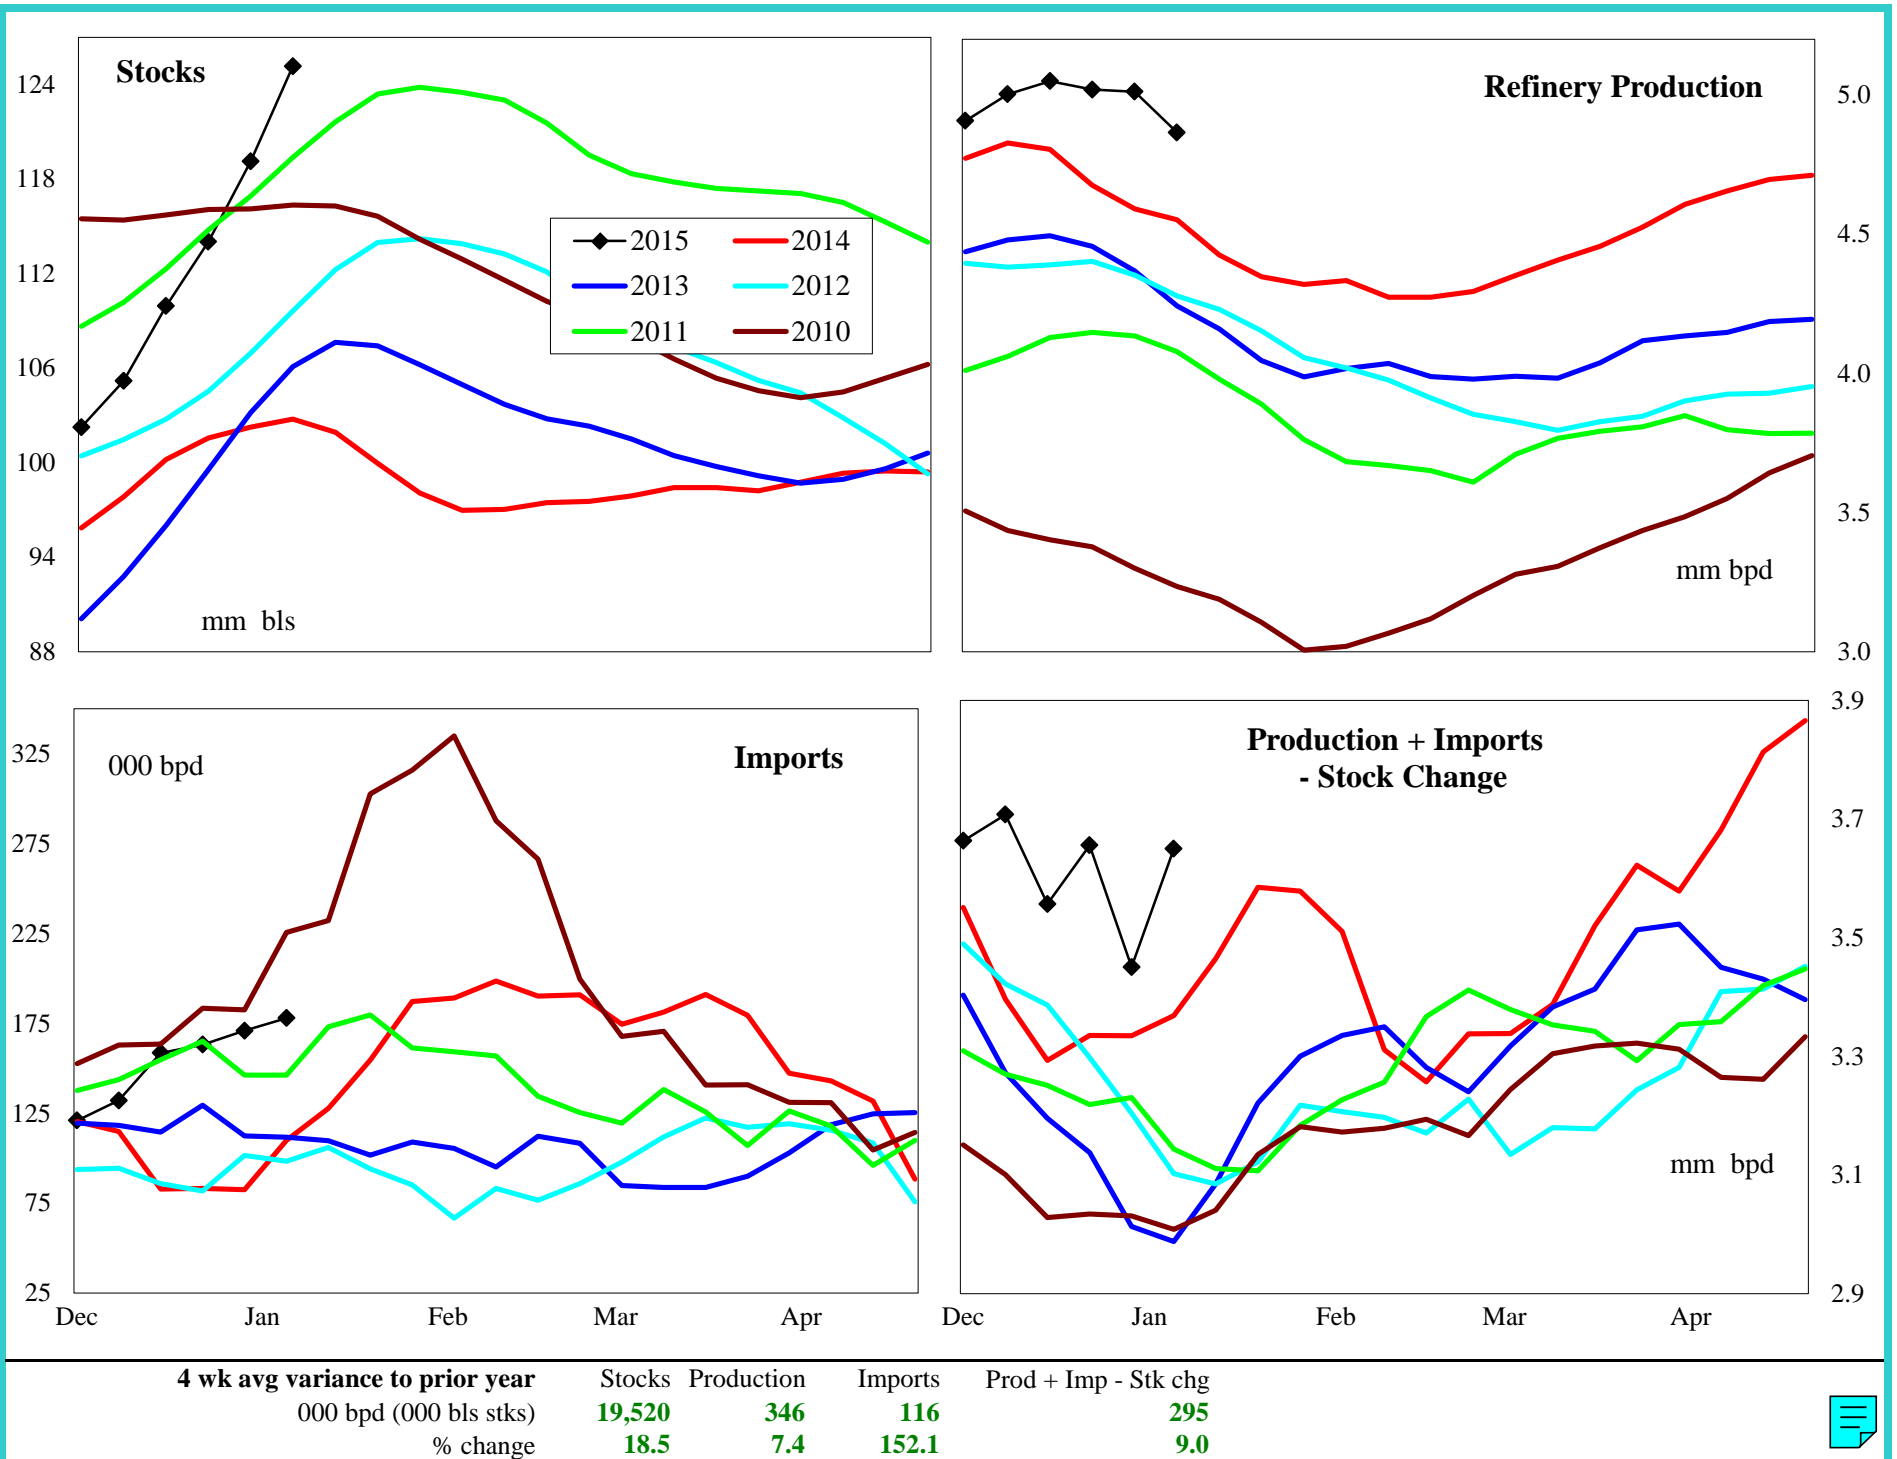 Stocks
124
118
112
106
100
94
88
mm bls
2015 2014
2013 2012
2011 2010
Refinery Production
5.0
4.5
4.0
3.5
3.0
mm bpd
Imports
000 bpd
325
275
225
175
125
75
25
Dec Jan Feb Mar Apr
Production + Imports
- Stock Change
3.9
3.7
3.5
3.3
3.1
2.9
mm bpd
Dec Jan Feb Mar Apr
4 wk avg variance to prior year Stocks Production Imports Prod + Imp - Stk chg
000 bpd (000 bls stks) 19,520 346 116 295
% change 18.5 7.4 152.1 9.0